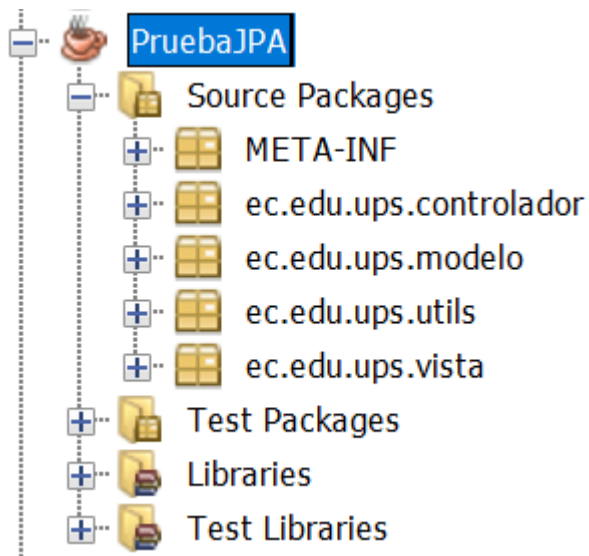 PruebaJPA
Source Packages
META-INF
ec.edu.ups.controlador
ec.edu.ups.modelo
ec.edu.ups.utils
ec.edu.ups.vista
Test Packages
Libraries
Test Libraries